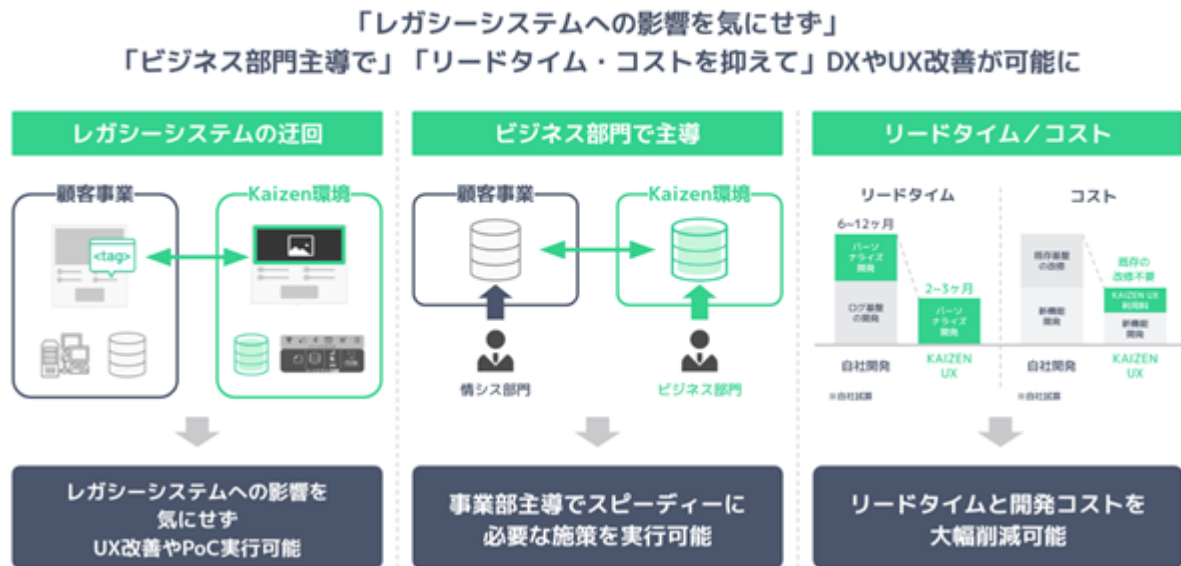 「レガシーシステムへの影響を気にせず」
「ビジネス部門主導で」「リードタイム・コストを抑えて」DXやUX改善が可能に
レガシーシステムの迂回
顧客事業
Kaizen環境
<tag>
レガシーシステムへの影響を
気にせず
UX改善やPoC実行可能
ビジネス部門で主導
顧客事業
Kaizen環境
情シス部門
ビジネス部門
事業部主導でスピーディーに
必要な施策を実行可能
リードタイム／コスト
リードタイム
6~12ヶ月
パーソ
ナライズ
開発
ログ基盤
の開発
自社開発
2~3ヶ月
パーソ
ナライズ
開発
KAIZEN
UX
※自社試算
コスト
既存基盤
の改修
新機能
開発
自社開発
既存の
改修不要
KAIZEN UX
利用料
新機能
開発
KAIZEN
UX
※自社試算
リードタイムと開発コストを
大幅削減可能